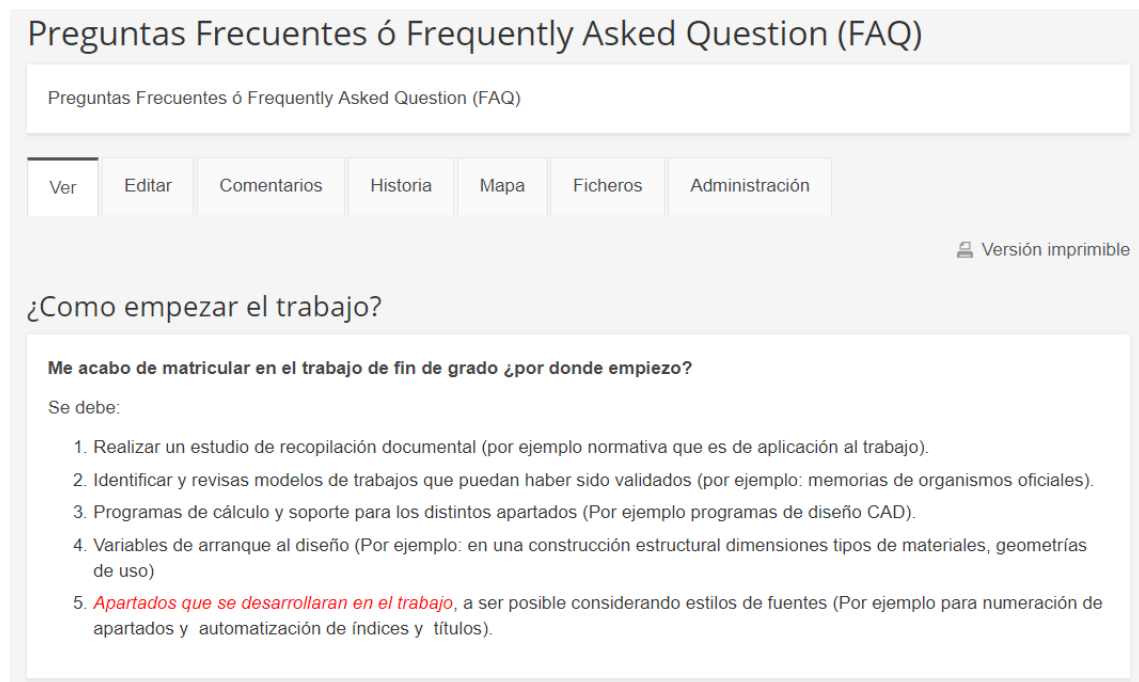 Preguntas Frecuentes ó Frequently Asked Question (FAQ)
Preguntas Frecuentes ó Frequently Asked Question (FAQ)
Ver Editar Comentarios Historia Mapa Ficheros Administración
Versión imprimible
¿Como empezar el trabajo?
Me acabo de matricular en el trabajo de fin de grado ¿por donde empiezo?
Se debe:
1. Realizar un estudio de recopilación documental (por ejemplo normativa que es de aplicación al trabajo).
2. Identificar y revisas modelos de trabajos que puedan haber sido validados (por ejemplo: memorias de organismos oficiales).
3. Programas de cálculo y soporte para los distintos apartados (Por ejemplo programas de diseño CAD).
4. Variables de arranque al diseño (Por ejemplo: en una construcción estructural dimensiones tipos de materiales, geometrías
de uso)
5. Apartados que se desarrollaran en el trabajo, a ser posible considerando estilos de fuentes (Por ejemplo para numeración de
apartados y automatización de índices y títulos).